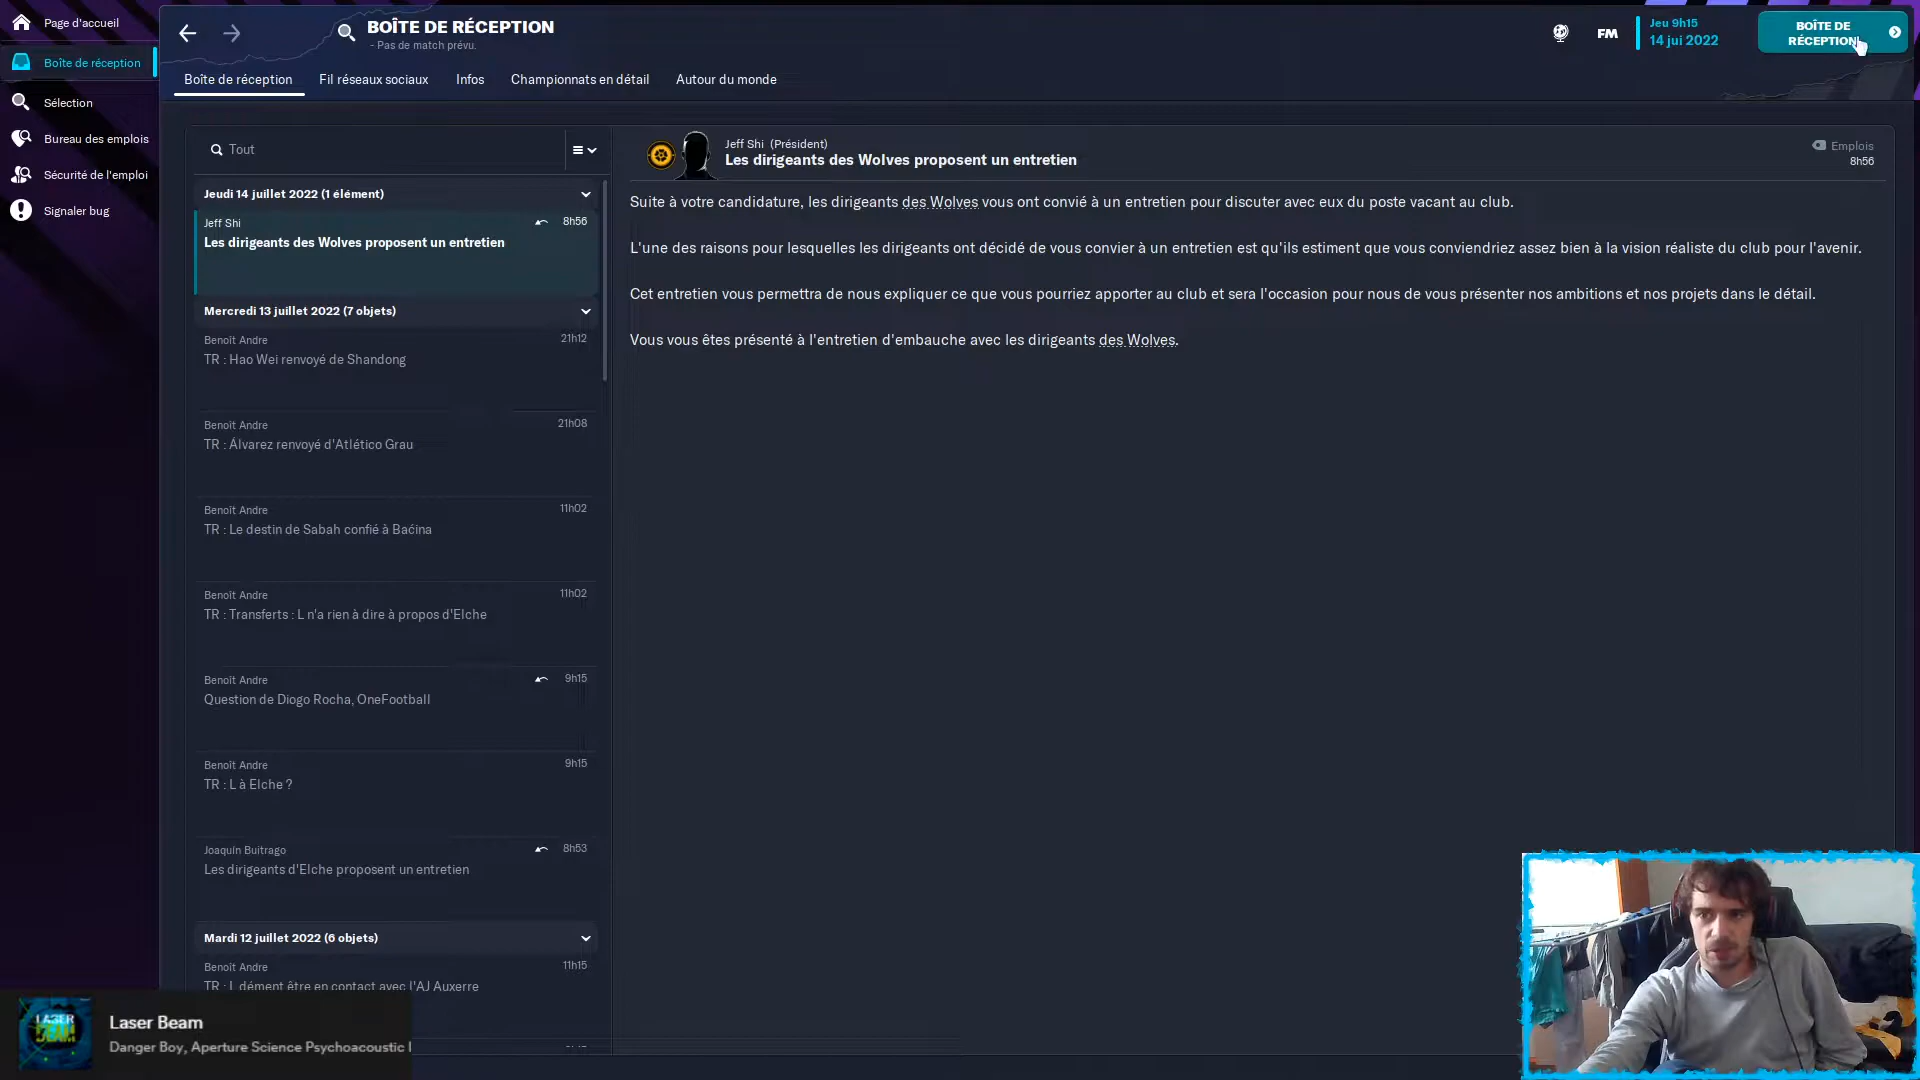 Page d'accueil
Boîte de réception
Sélection
Bureau des emplois
Sécurité de l'emploi
Signaler bug
BOÎTE DE RÉCEPTION
- Pas de match prévu.
FM
Jeu 9h15
14 jui 2022
BOÎTE DE
RÉCEPTION
Boîte de réception
Fil réseaux sociaux
Infos
Championnats en détail
Autour du monde
Tout
Jeudi 14 juillet 2022 (1 élément)
Jeff Shi
8h56
Les dirigeants des Wolves proposent un entretien
Mercredi 13 juillet 2022 (7 objets)
Benoît Andre
21h12
TR : Hao Wei renvoyé de Shandong
Benoît Andre
21h08
TR : Álvarez renvoyé d'Atlético Grau
Benoît Andre
11h02
TR : Le destin de Sabah confié à Baćina
Benoît Andre
11h02
TR : Transferts : L n'a rien à dire à propos d'Elche
Benoît Andre
9h15
Question de Diogo Rocha, OneFootball
Benoît Andre
9h15
TR : L à Elche ?
Joaquín Buitrago
8h53
Les dirigeants d'Elche proposent un entretien
Mardi 12 juillet 2022 (6 objets)
Benoît Andre
11h15
TR : L dément être en contact avec l'AJ Auxerre
Jeff Shi (Président)
Les dirigeants des Wolves proposent un entretien
Emplois
8h56
Suite à votre candidature, les dirigeants des Wolves vous ont convié à un entretien pour discuter avec eux du poste vacant au club.
L'une des raisons pour lesquelles les dirigeants ont décidé de vous convier à un entretien est qu'ils estiment que vous conviendriez assez bien à la vision réaliste du club pour l'avenir.
Cet entretien vous permettra de nous expliquer ce que vous pourriez apporter au club et sera l'occasion pour nous de vous présenter nos ambitions et nos projets dans le détail.
Vous vous êtes présenté à l'entretien d'embauche avec les dirigeants des Wolves.
LASER
BEAM
Laser Beam
Danger Boy, Aperture Science Psychoacoustic